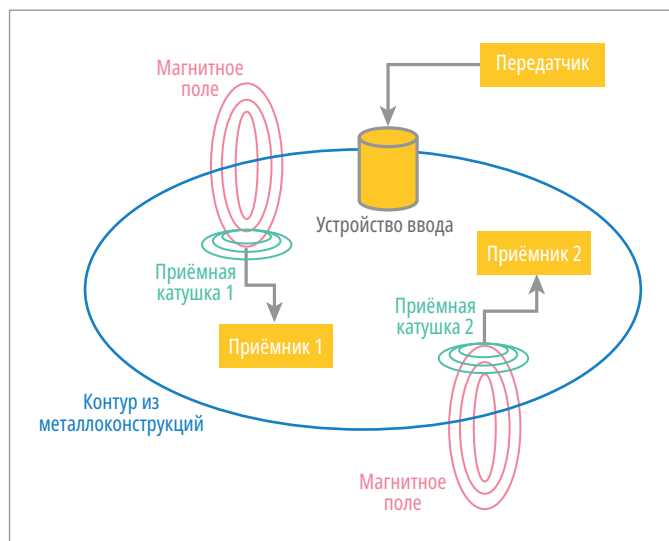 Магнитное
поле
Передатчик
Устройство ввода
Приёмная
катушка 1
Приёмник 2
Приёмная
катушка 2
Приёмник 1
Контур из
металлоконструкций
Магнитное
поле